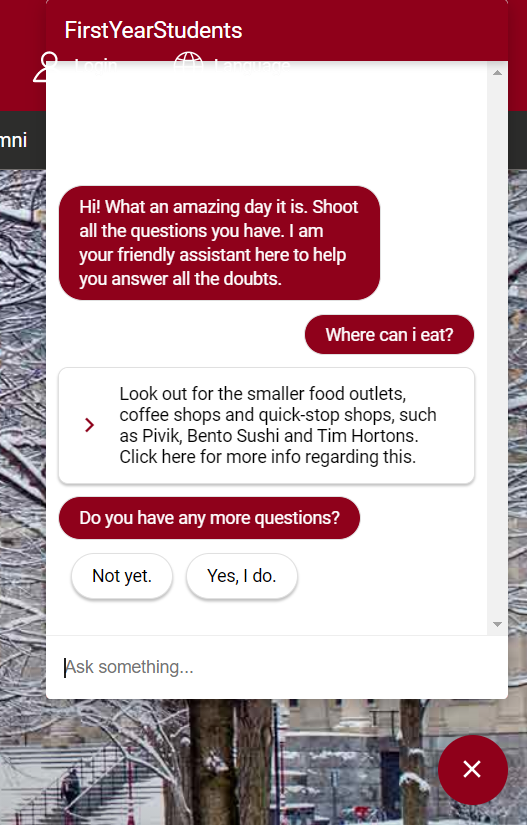 FirstYearStudents
Login Language
mni
Hi! What an amazing day it is. Shoot
all the questions you have. I am
your friendly assistant here to help
you answer all the doubts.
Where can i eat?
Look out for the smaller food outlets,
coffee shops and quick-stop shops, such
as Pivik, Bento Sushi and Tim Hortons.
Click here for more info regarding this.
Do you have any more questions?
Not yet. Yes, I do.
Ask something...